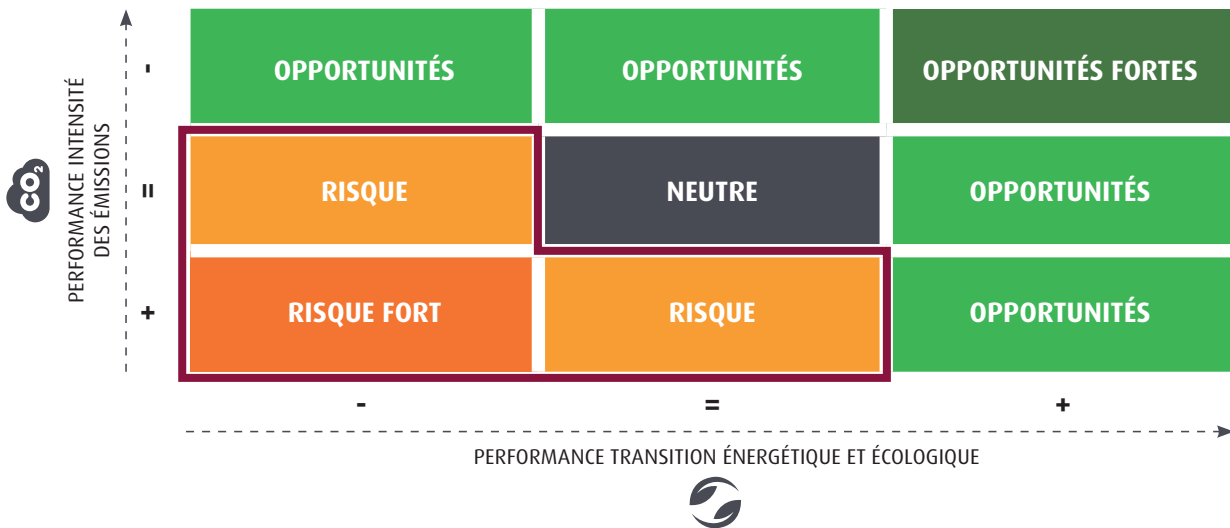 -
OPPORTUNITÉS
OPPORTUNITÉS
OPPORTUNITÉS FORTES
PERFORMANCE INTENSITÉ
DES ÉMISSIONS
CO2
=
RISQUE
NEUTRE
OPPORTUNITÉS
+
RISQUE FORT
RISQUE
OPPORTUNITÉS
-
=
+
PERFORMANCE TRANSITION ÉNERGÉTIQUE ET ÉCOLOGIQUE